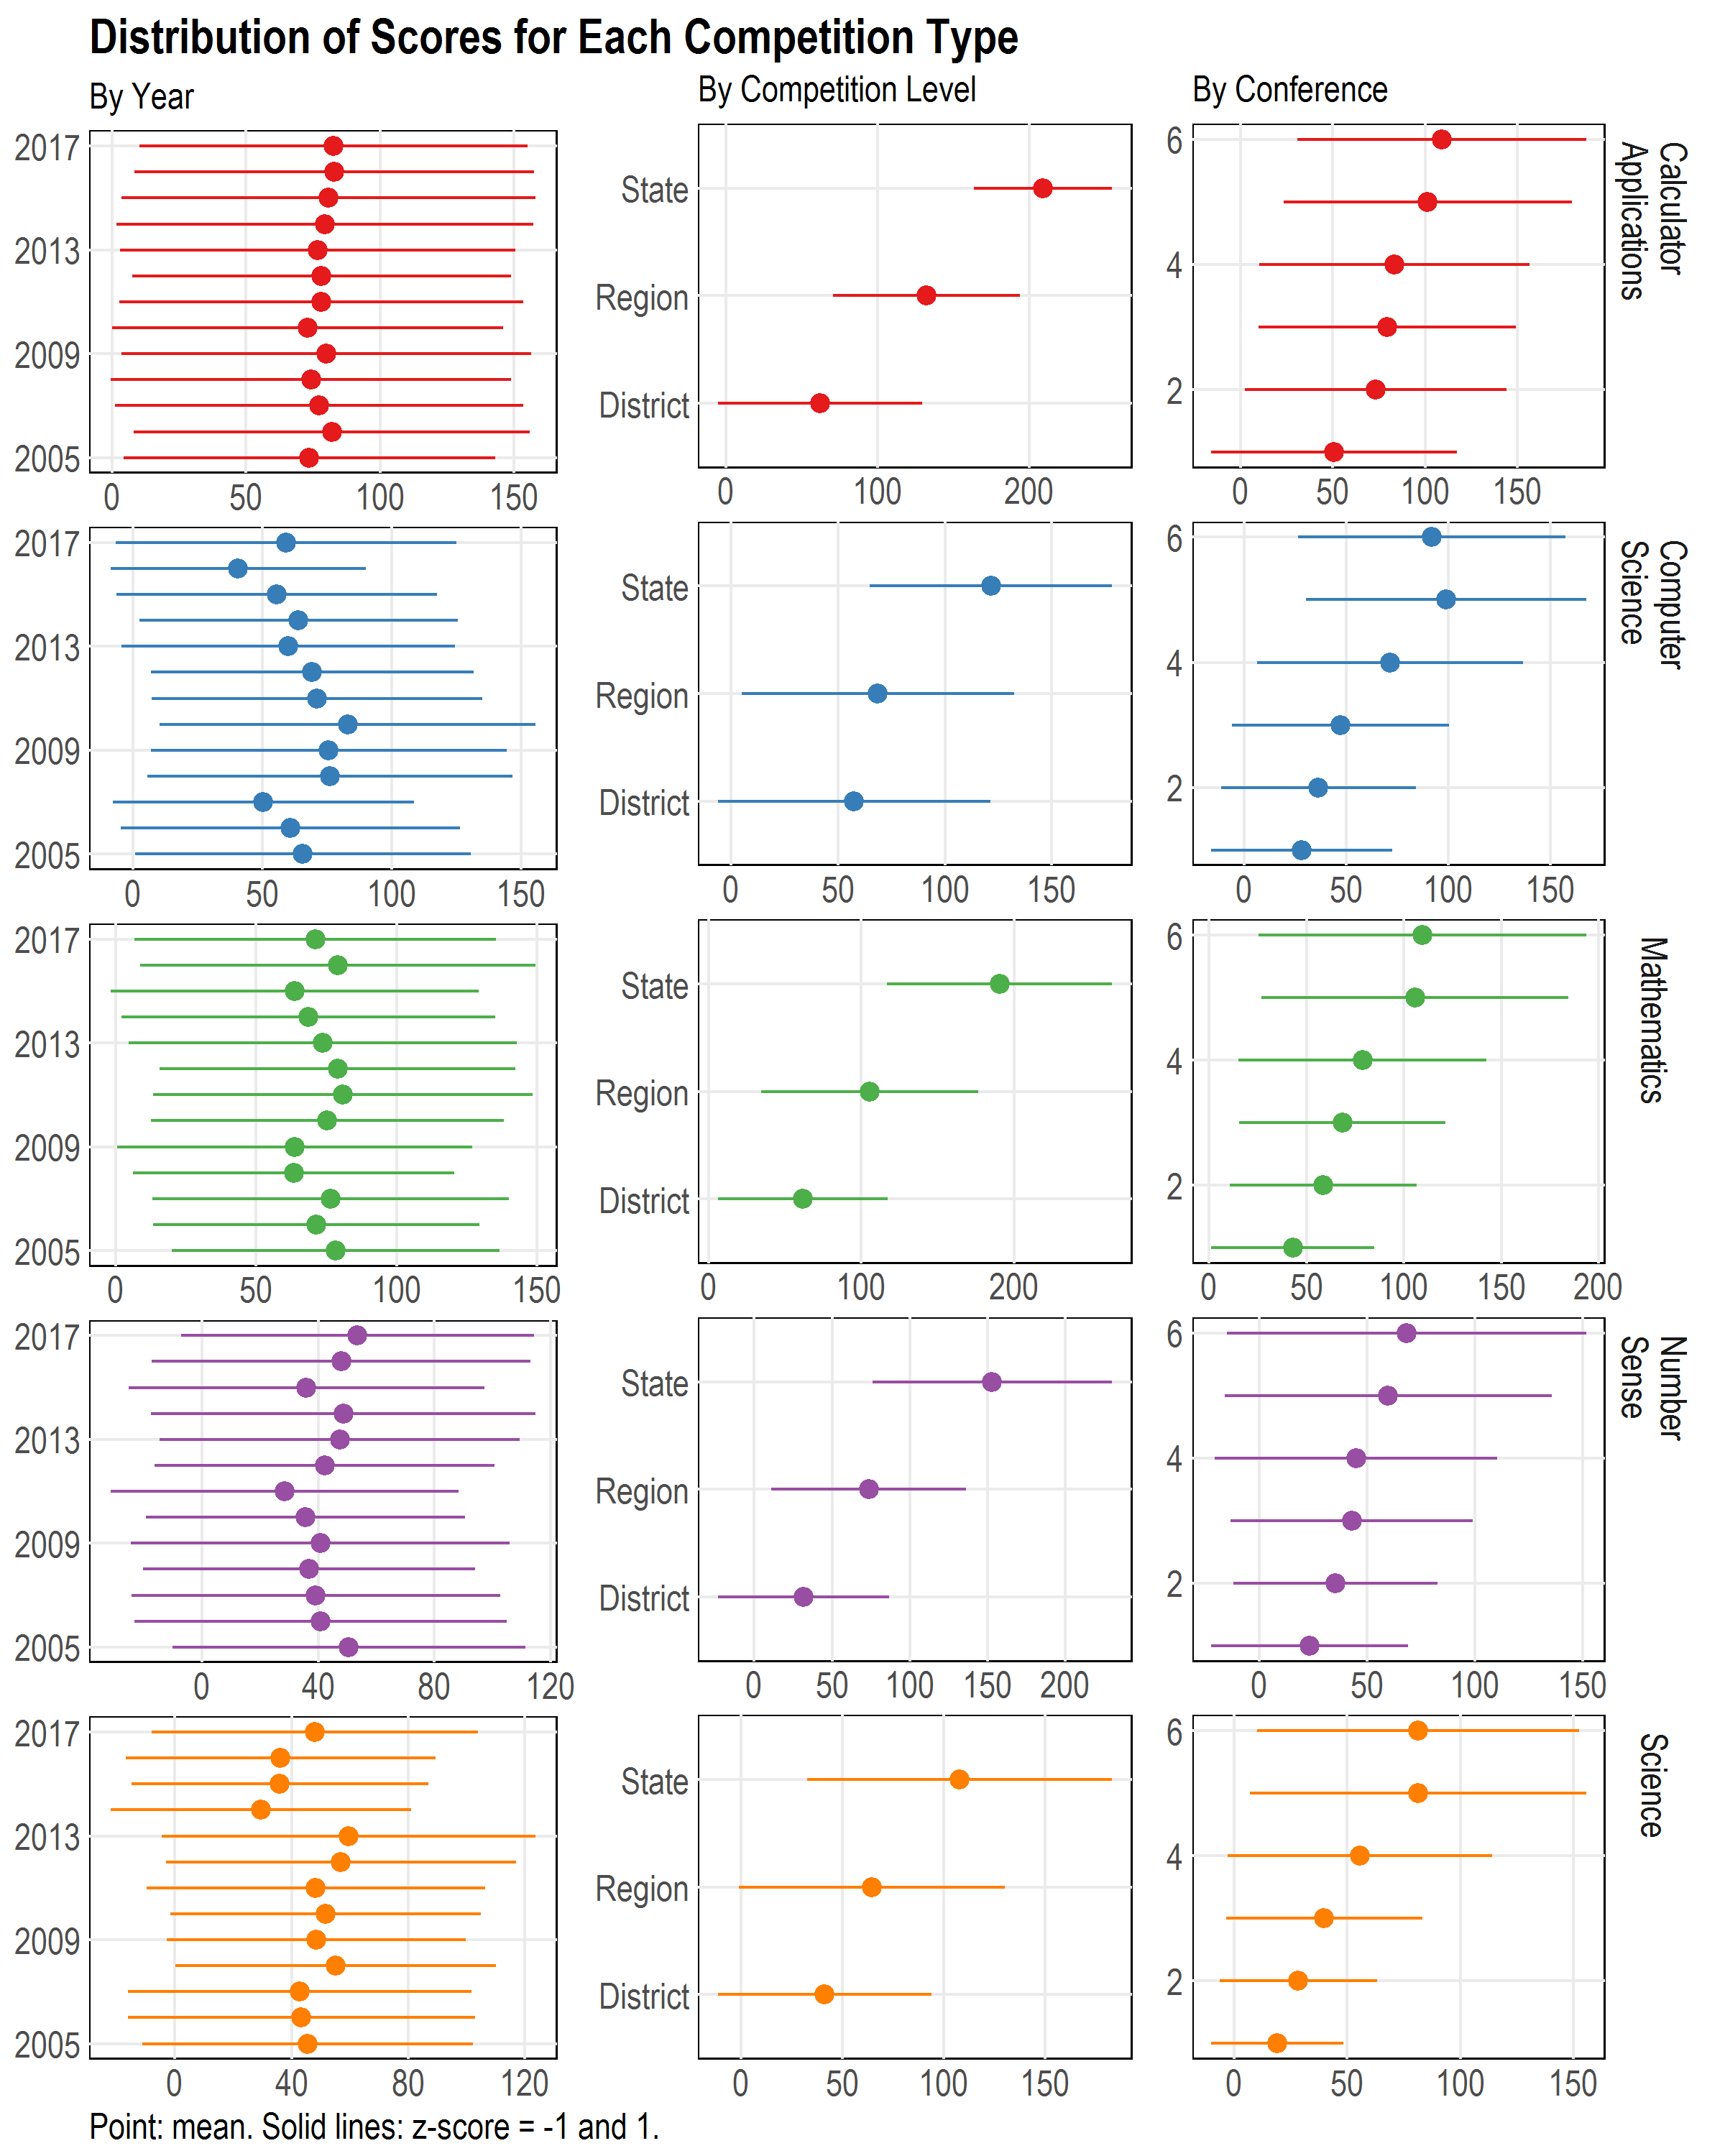 Distribution of Scores for Each Competition Type
By Year
By Competition Level
By Conference
2017
2013
2009
2005
0 50 100 150
State
Region
District
0 100 200
6
4
2
0 50 100 150
Calculator
Applications
2017
2013
2009
2005
0 50 100 150
State
Region
District
0 50 100 150
6
4
2
0 50 100 150
Computer
Science
2017
2013
2009
2005
0 50 100 150
State
Region
District
0 100 200
6
4
2
0 50 100 150 200
Mathematics
2017
2013
2009
2005
0 40 80 120
State
Region
District
0 50 100 150 200
6
4
2
0 50 100 150
Number
Sense
2017
2013
2009
2005
0 40 80 120
State
Region
District
0 50 100 150
6
4
2
0 50 100 150
Science
Point: mean. Solid lines: z-score = -1 and 1.